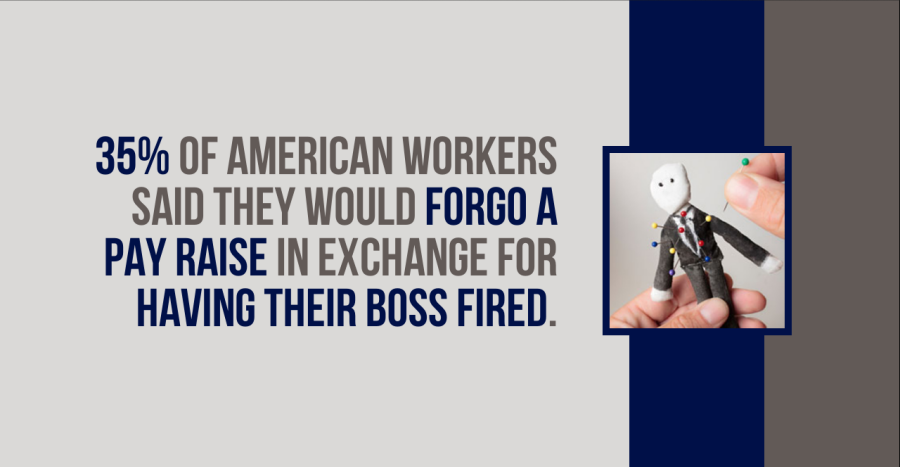 35% OF AMERICAN WORKERS
SAID THEY WOULD FORGO A
PAY RAISE IN EXCHANGE FOR
HAVING THEIR BOSS FIRED.